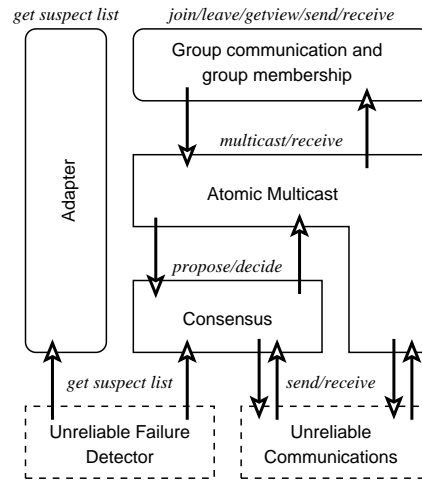 get suspect list
join/leave/getview/send/receive
Group communication and
group membership
multicast/receive
Adapter
Atomic Multicast
propose/decide
Consensus
get suspect list
send/receive
Unreliable Failure
Detector
Unreliable
Communications